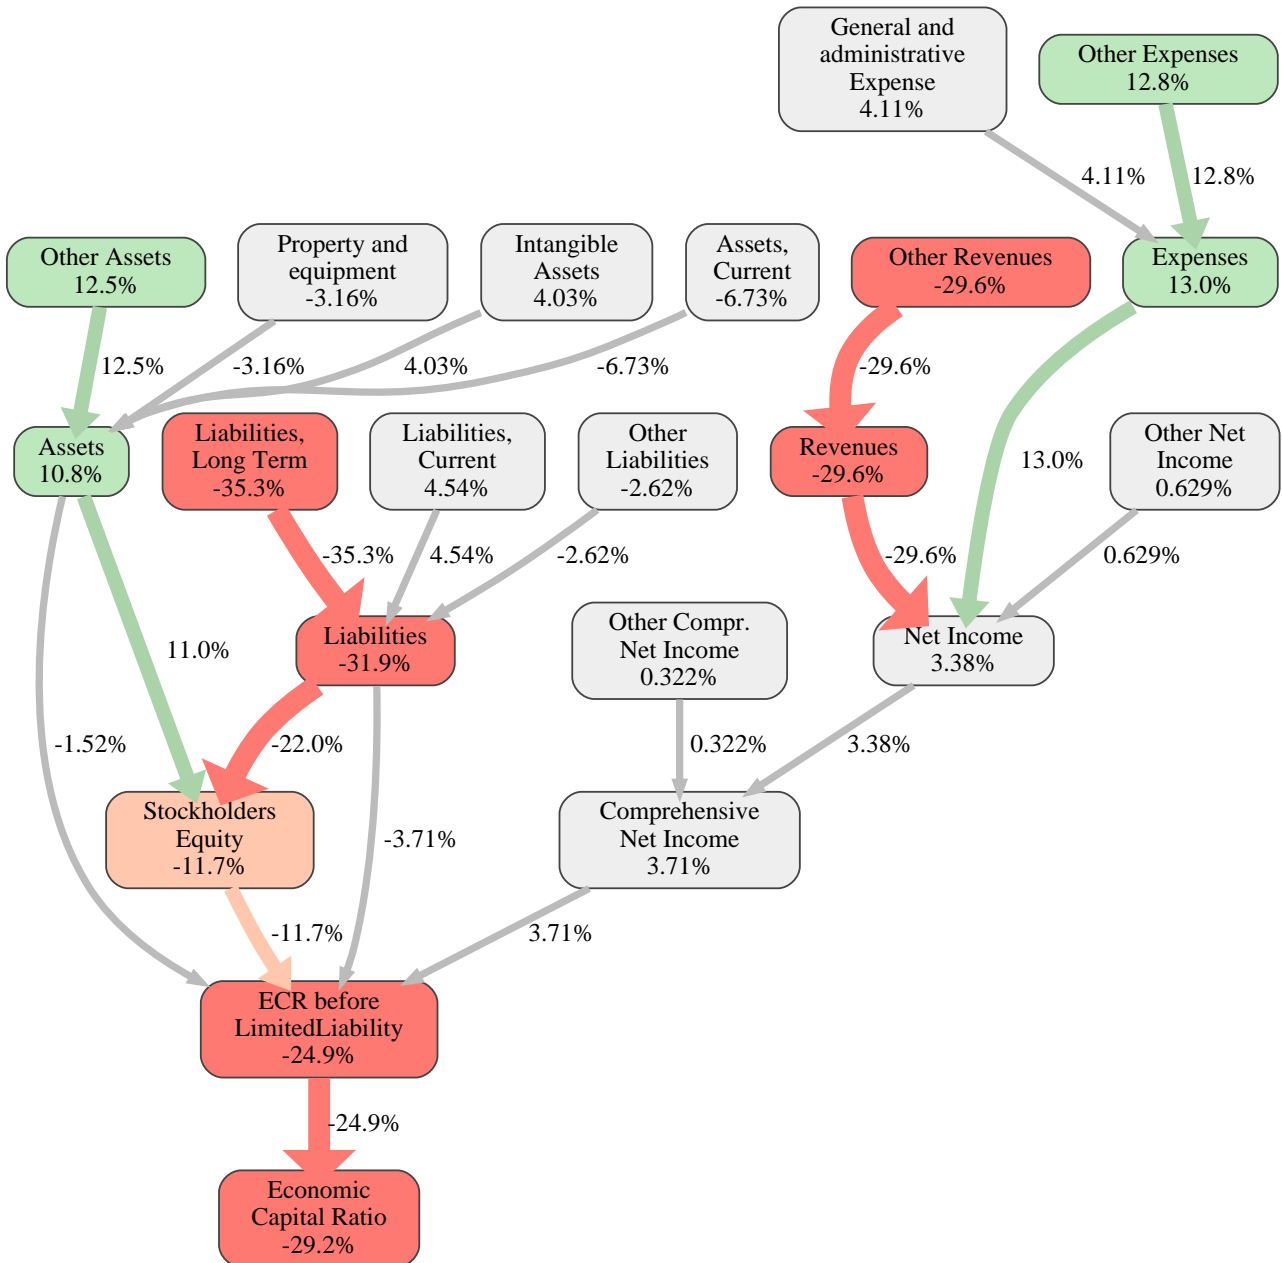 General and
administrative
Expense
4.11%
Other Expenses
12.8%
4.11%
12.8%
Other Assets
12.5%
Property and
equipment
-3.16%
Intangible
Assets
4.03%
Assets,
Current
-6.73%
Other Revenues
-29.6%
Expenses
13.0%
12.5%
-3.16%
4.03%
-6.73%
-29.6%
Assets
10.8%
Liabilities,
Long Term
-35.3%
Liabilities,
Current
4.54%
Other
Liabilities
-2.62%
Revenues
-29.6%
13.0%
Other Net
Income
0.629%
-35.3%
4.54%
-2.62%
-29.6%
0.629%
11.0%
Liabilities
-31.9%
Other Compr.
Net Income
0.322%
Net Income
3.38%
-1.52%
-22.0%
0.322%
3.38%
Stockholders
Equity
-11.7%
-3.71%
Comprehensive
Net Income
3.71%
-11.7%
3.71%
ECR before
LimitedLiability
-24.9%
-24.9%
Economic
Capital Ratio
-29.2%